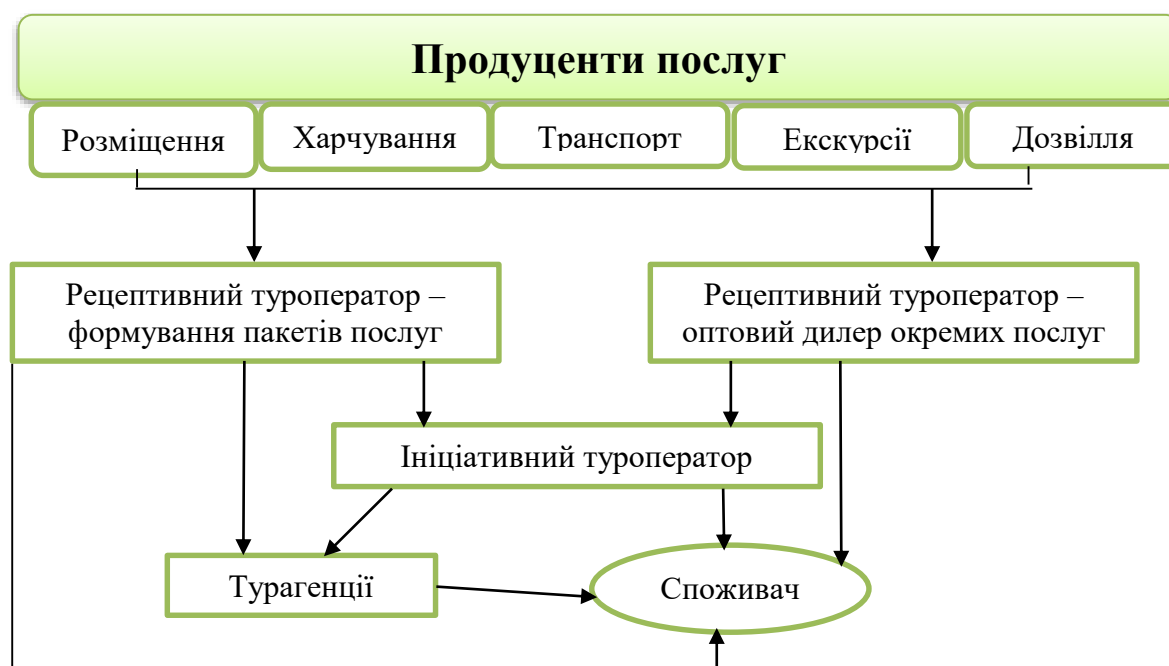 Продуценти послуг
Розміщення
Харчування
Транспорт
Екскурсії
Дозвілля
Рецептивний туроператор –
формування пакетів послуг
Рецептивний туроператор –
оптовий дилер окремих послуг
Ініціативний туроператор
Турагенції
Споживач